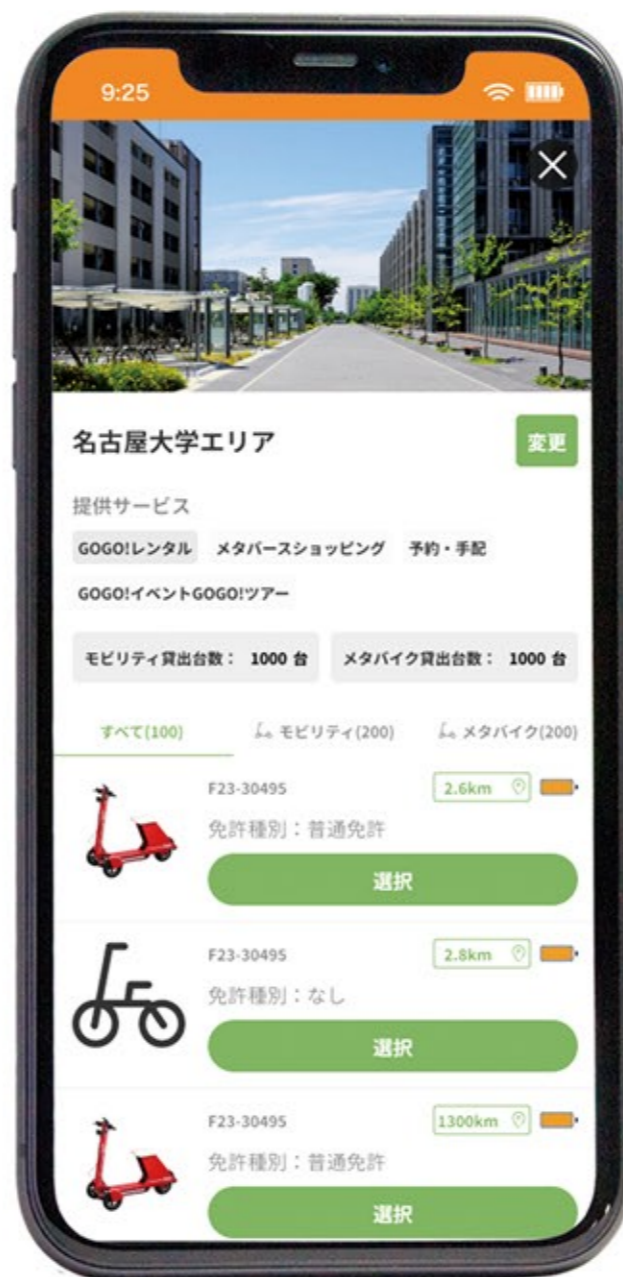 9:25
名古屋大学エリア
変更
提供サービス
GOGO!レンタル メタバースショッピング 予約・手配
GOGO!イベントGOGO!ツアー
モビリティ貸出台数： 1000 台 メタバイク貸出台数： 1000 台
すべて(100) モビリティ(200) メタバイク(200)
F23-30495 2.6km
免許種別：普通免許
選択
F23-30495 2.8km
免許種別：なし
選択
F23-30495 1300km
免許種別：普通免許
選択